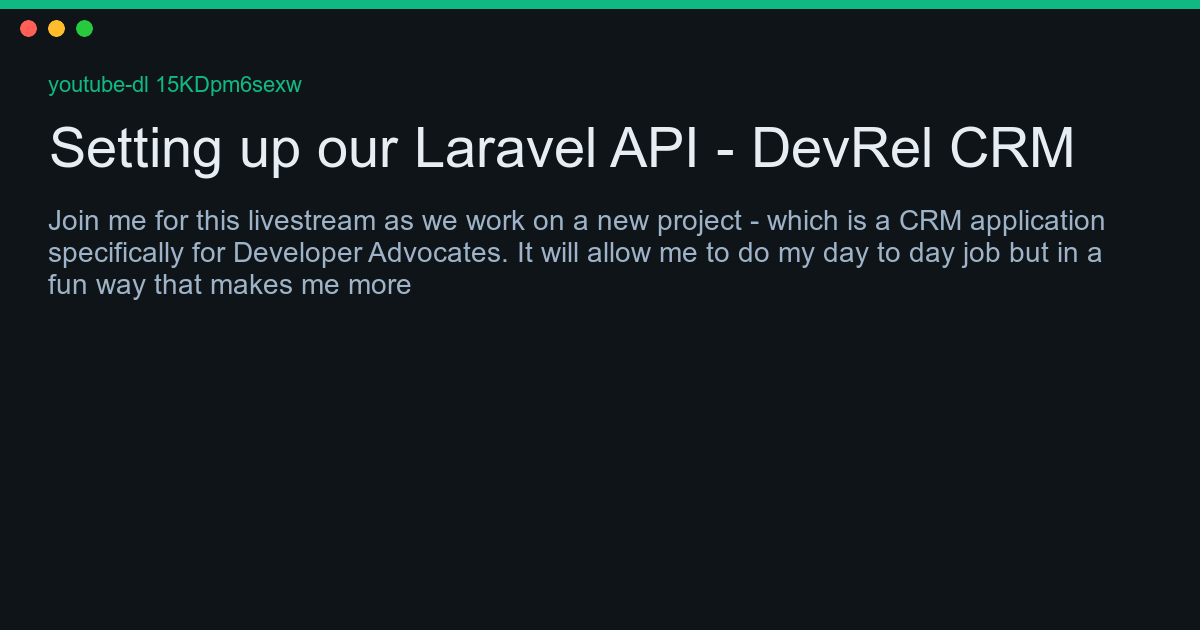 youtube-dl 15KDpm6sexw
Setting up our Laravel API - DevRel CRM
Join me for this livestream as we work on a new project - which is a CRM application
specifically for Developer Advocates. It will allow me to do my day to day job but in a
fun way that makes me more